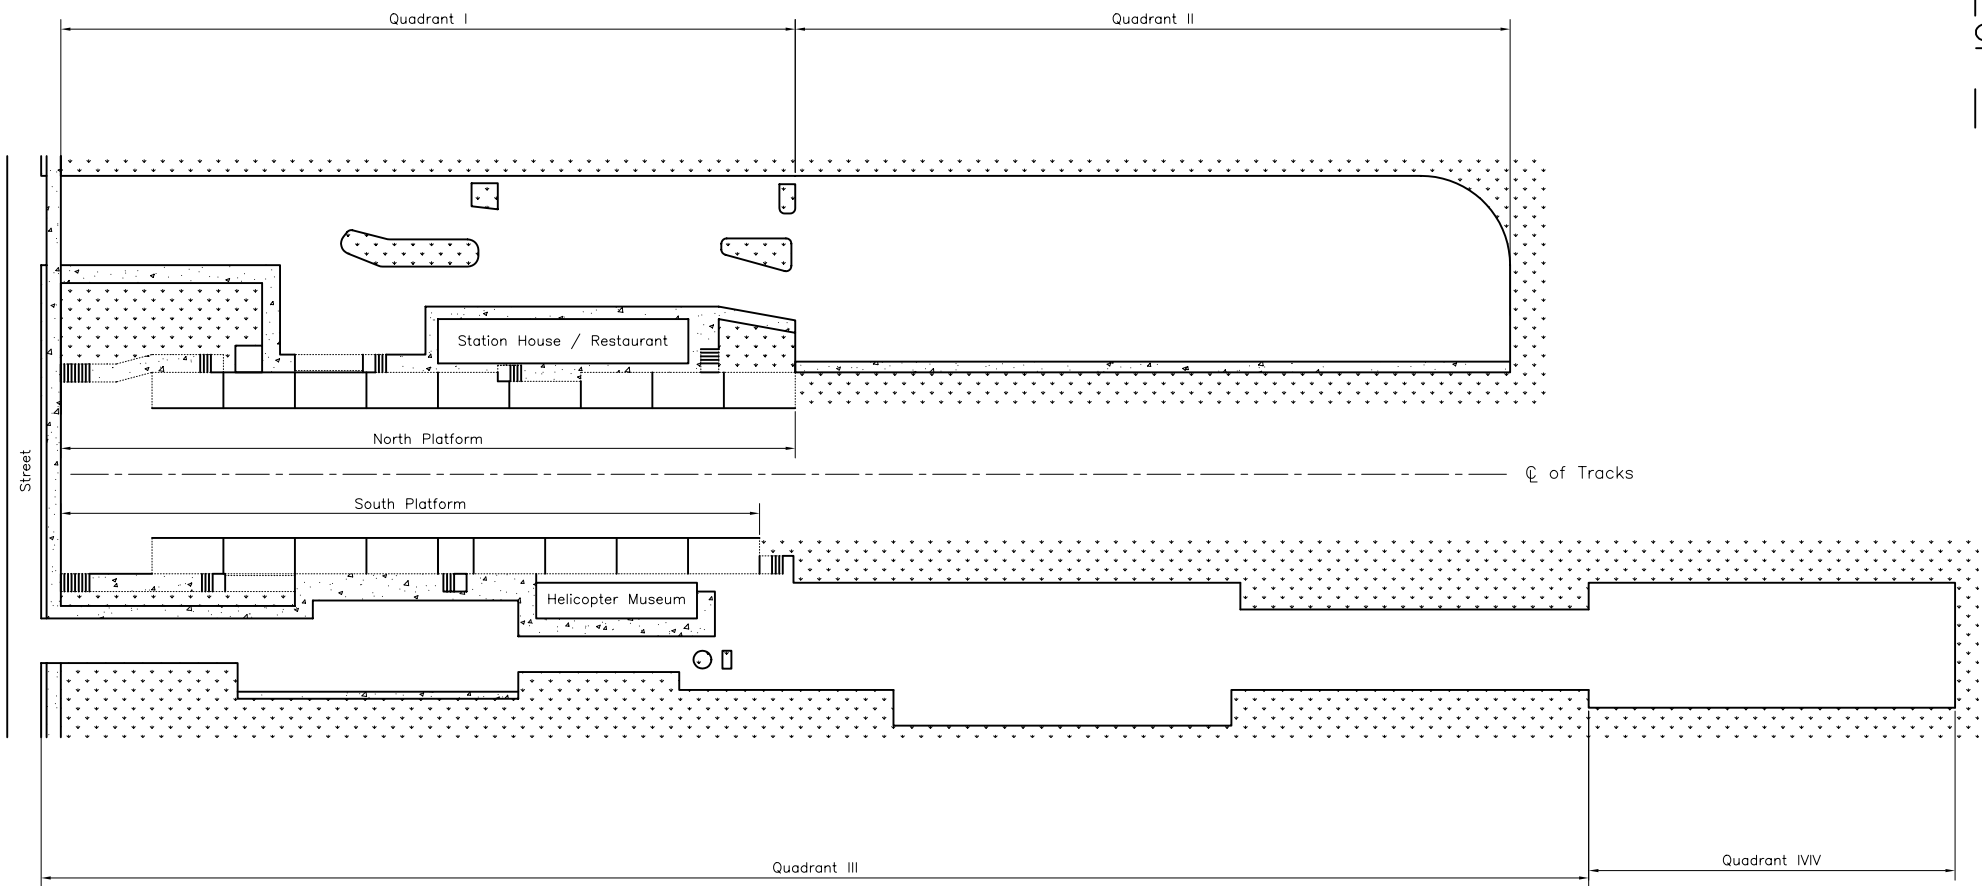 Quadrant I
Quadrant II
Station House / Restaurant
North Platform
Street
℄ of Tracks
South Platform
Helicopter Museum
Quadrant III
Quadrant IVIV